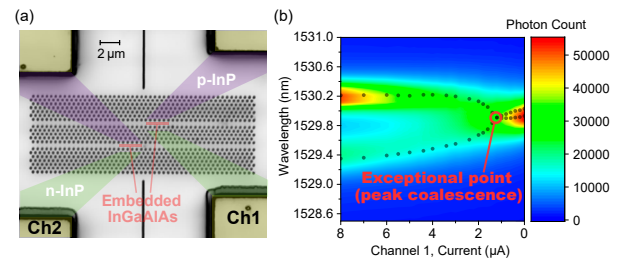 (a)
2 μm
p-InP
n-InP
Embedded
InGaAlAs
Ch2
Ch1
(b)
Photon Count
Wavelength (nm)
1531.0
1530.6
1530.2
1529.8
1529.4
1529.0
1528.6
Exceptional point
(peak coalescence)
8
6
4
2
0
Channel 1, Current (μA)
50000
40000
30000
20000
10000
0